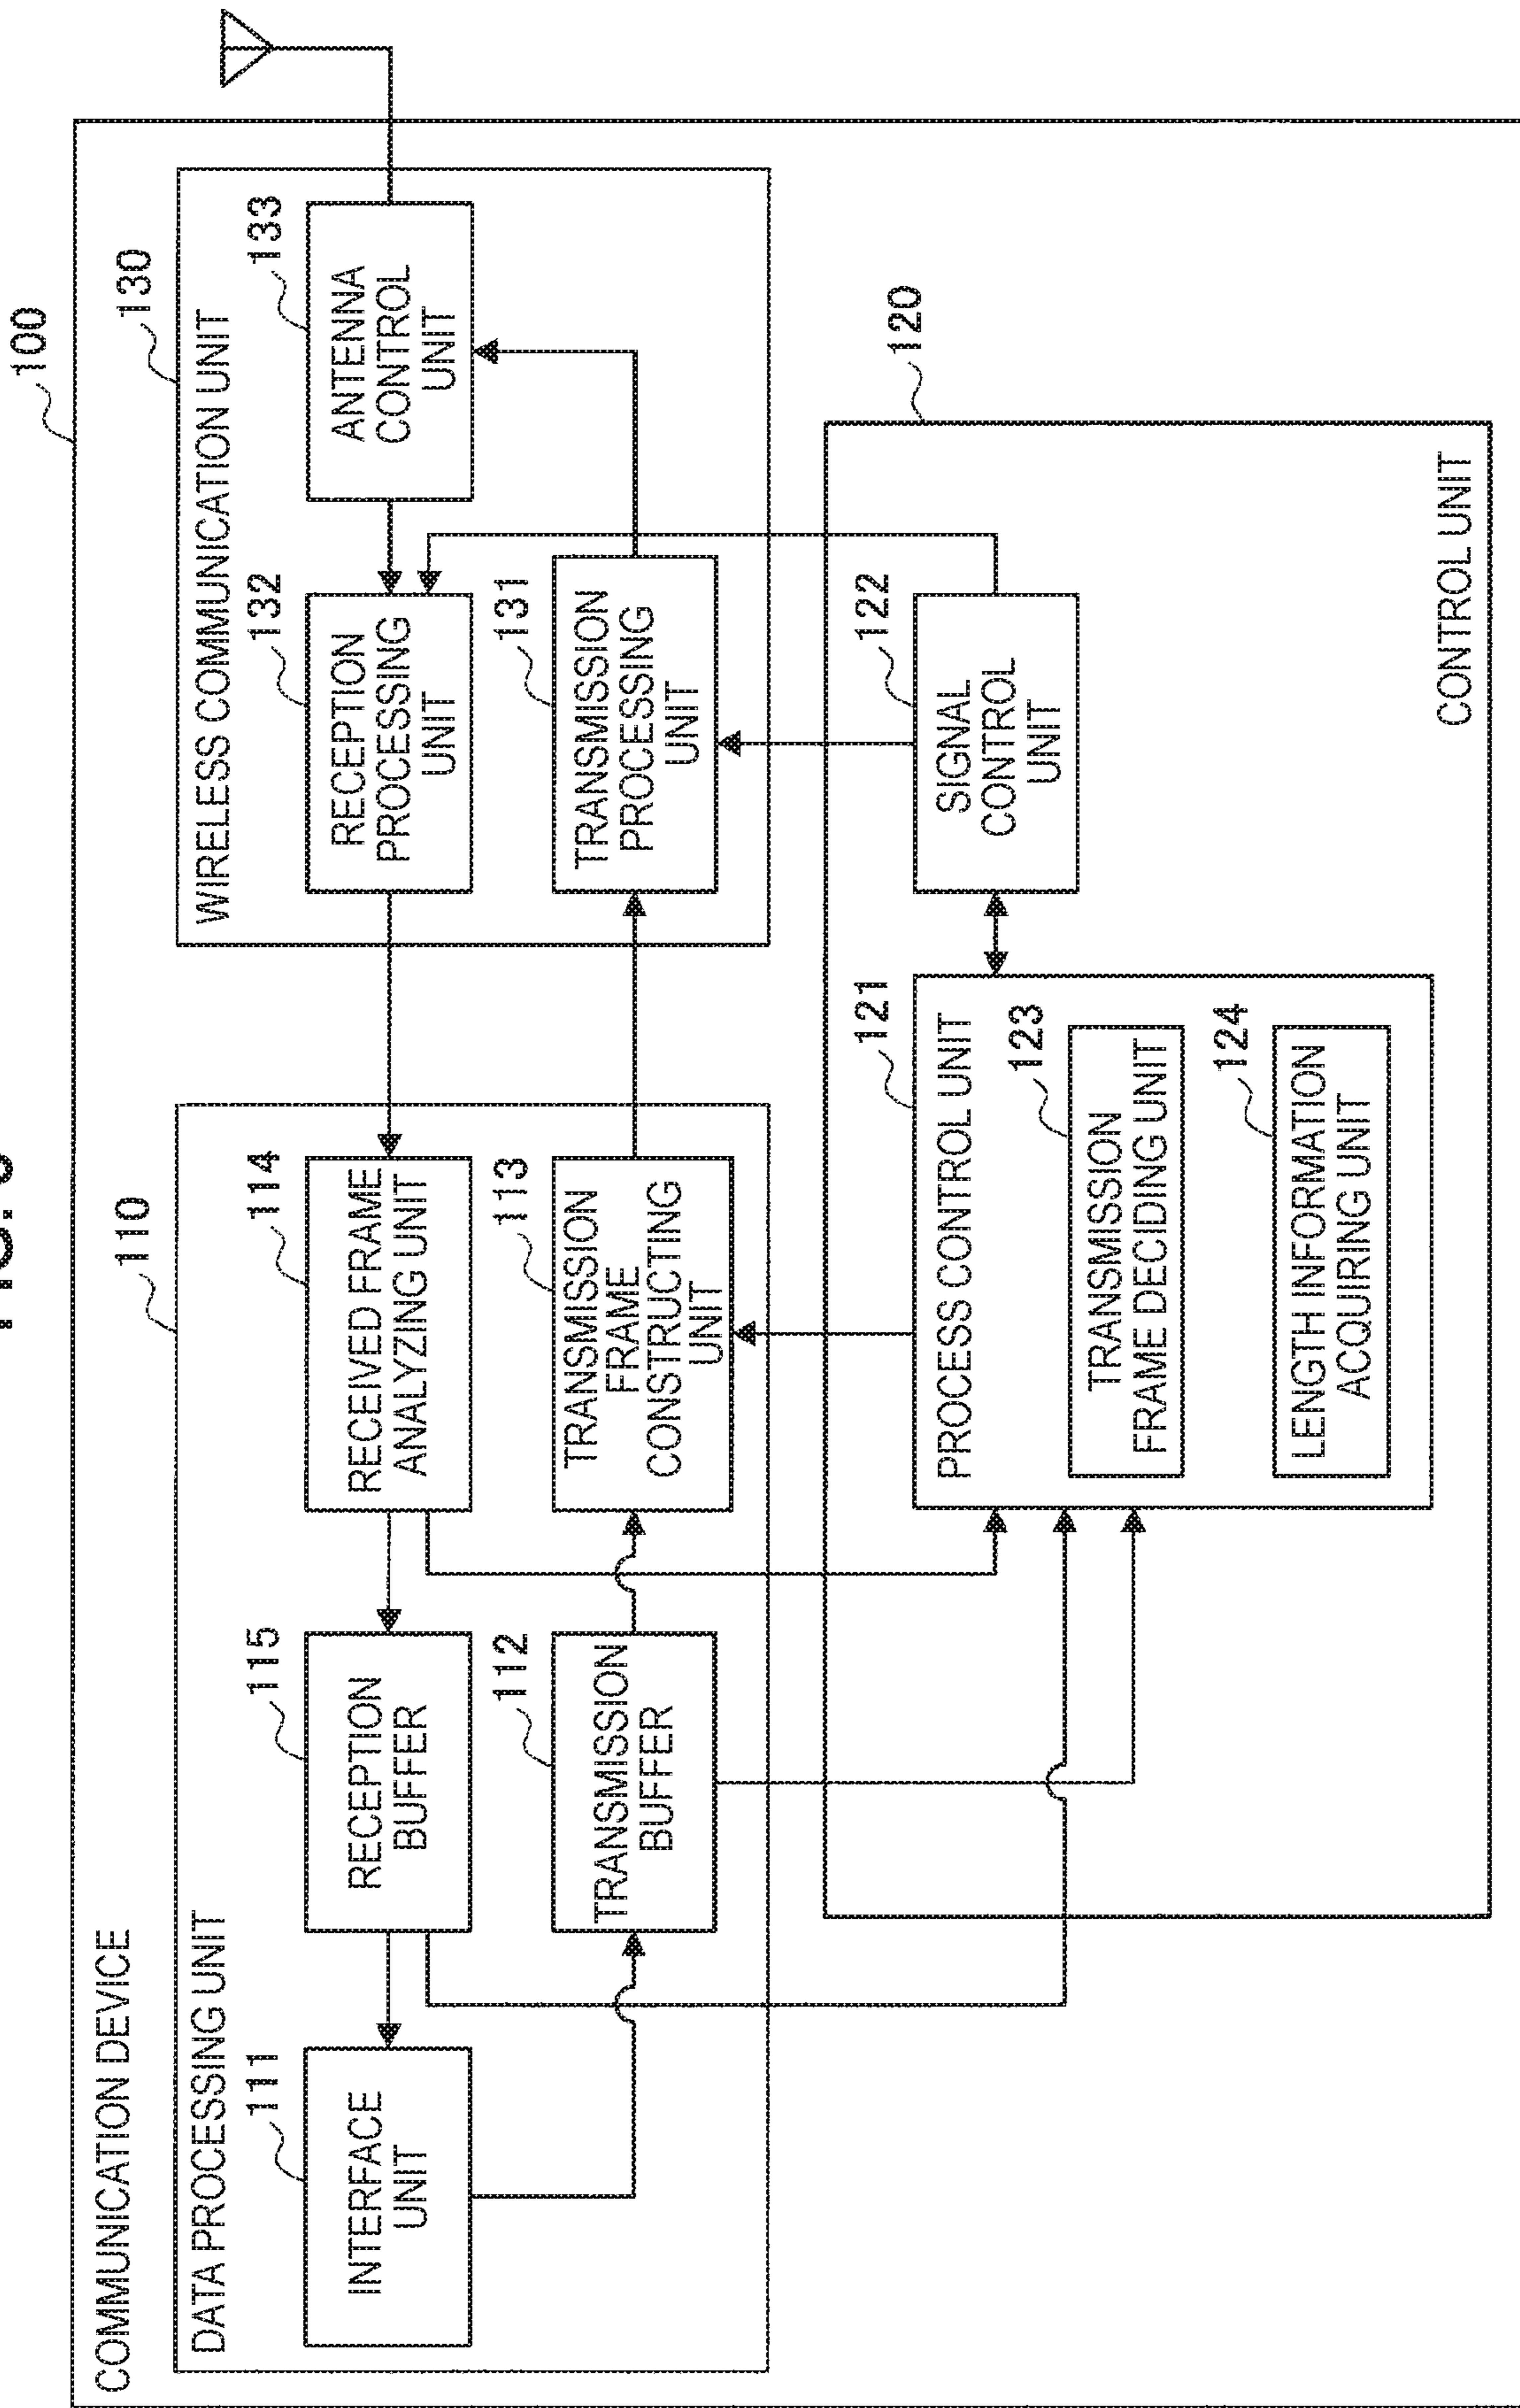 100
COMMUNICATION DEVICE
110
DATA PROCESSING UNIT
130
WIRELESS COMMUNICATION UNIT
111
INTERFACE
UNIT
115
RECEPTION
BUFFER
114
RECEIVED FRAME
ANALYZING UNIT
132
RECEPTION
PROCESSING
UNIT
133
ANTENNA
CONTROL
UNIT
112
TRANSMISSION
BUFFER
113
TRANSMISSION
FRAME
CONSTRUCTING
UNIT
131
TRANSMISSION
PROCESSING
UNIT
120
121
PROCESS CONTROL UNIT
123
TRANSMISSION
FRAME DECIDING UNIT
124
LENGTH INFORMATION
ACQUIRING UNIT
122
SIGNAL
CONTROL
UNIT
CONTROL UNIT